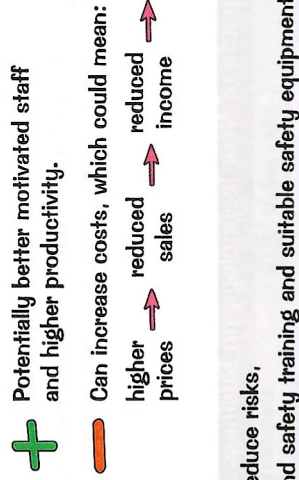 Potentially better motivated staff
and higher productivity.
Can increase costs, which could mean:
higher prices → reduced sales → reduced income →
educe risks,
nd safety training and suitable safety equipment